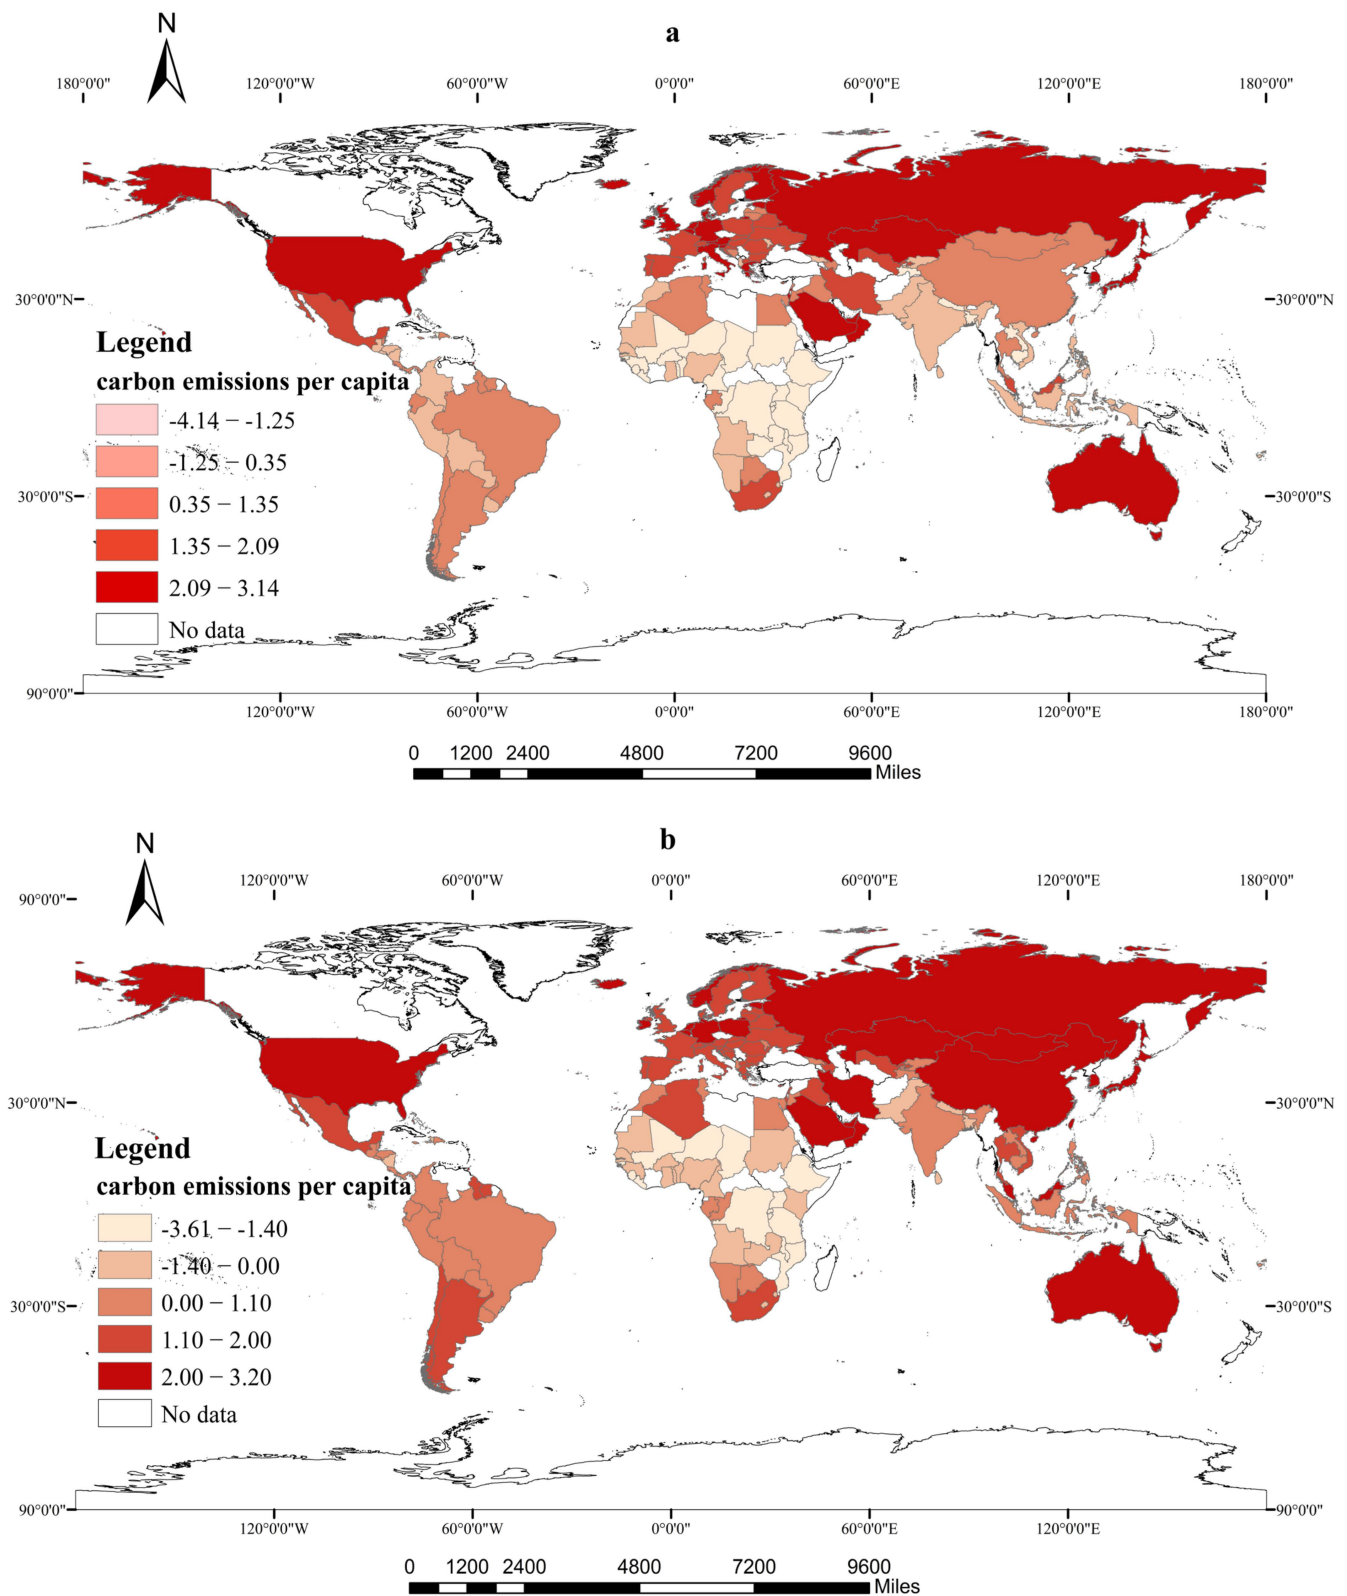 N
a
180°0'0" 120°0'0"W 60°0'0"W 0°0'0" 60°0'0"E 120°0'0"E 180°0'0"
30°0'0"N 30°0'0"N
Legend
carbon emissions per capita
-4.14 – -1.25
-1.25 – 0.35
0.35 – 1.35
1.35 – 2.09
2.09 – 3.14
No data
30°0'0"S 30°0'0"S
90°0'0"
120°0'0"W 60°0'0"W 0°0'0" 60°0'0"E 120°0'0"E 180°0'0"
0 1200 2400 4800 7200 9600
Miles
b
N
120°0'0"W 60°0'0"W 0°0'0" 60°0'0"E 120°0'0"E 180°0'0"
90°0'0"
30°0'0"N 30°0'0"N
Legend
carbon emissions per capita
-3.61 – -1.40
-1.40 – 0.00
0.00 – 1.10
1.10 – 2.00
2.00 – 3.20
No data
30°0'0"S 30°0'0"S
90°0'0" 90°0'0"
120°0'0"W 60°0'0"W 0°0'0" 60°0'0"E 120°0'0"E
0 1200 2400 4800 7200 9600
Miles